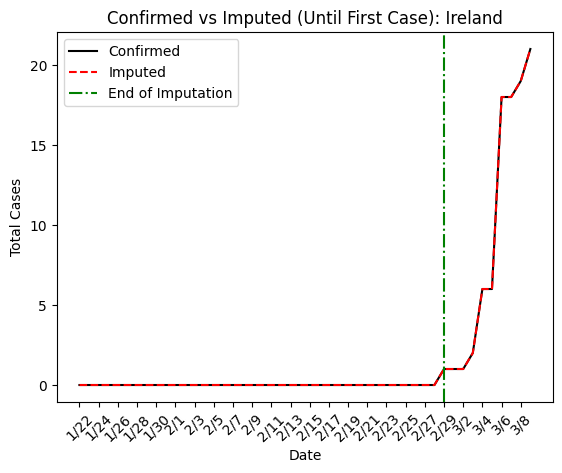 Confirmed vs Imputed (Until First Case): Ireland
Confirmed
Imputed
End of Imputation
Total Cases
20
15
10
5
0
1/22 1/24 1/26 1/28 1/30 2/1 2/3 2/5 2/7 2/9 2/11 2/13 2/15 2/17 2/19 2/21 2/23 2/25 2/27 2/29 3/2 3/4 3/6 3/8
Date